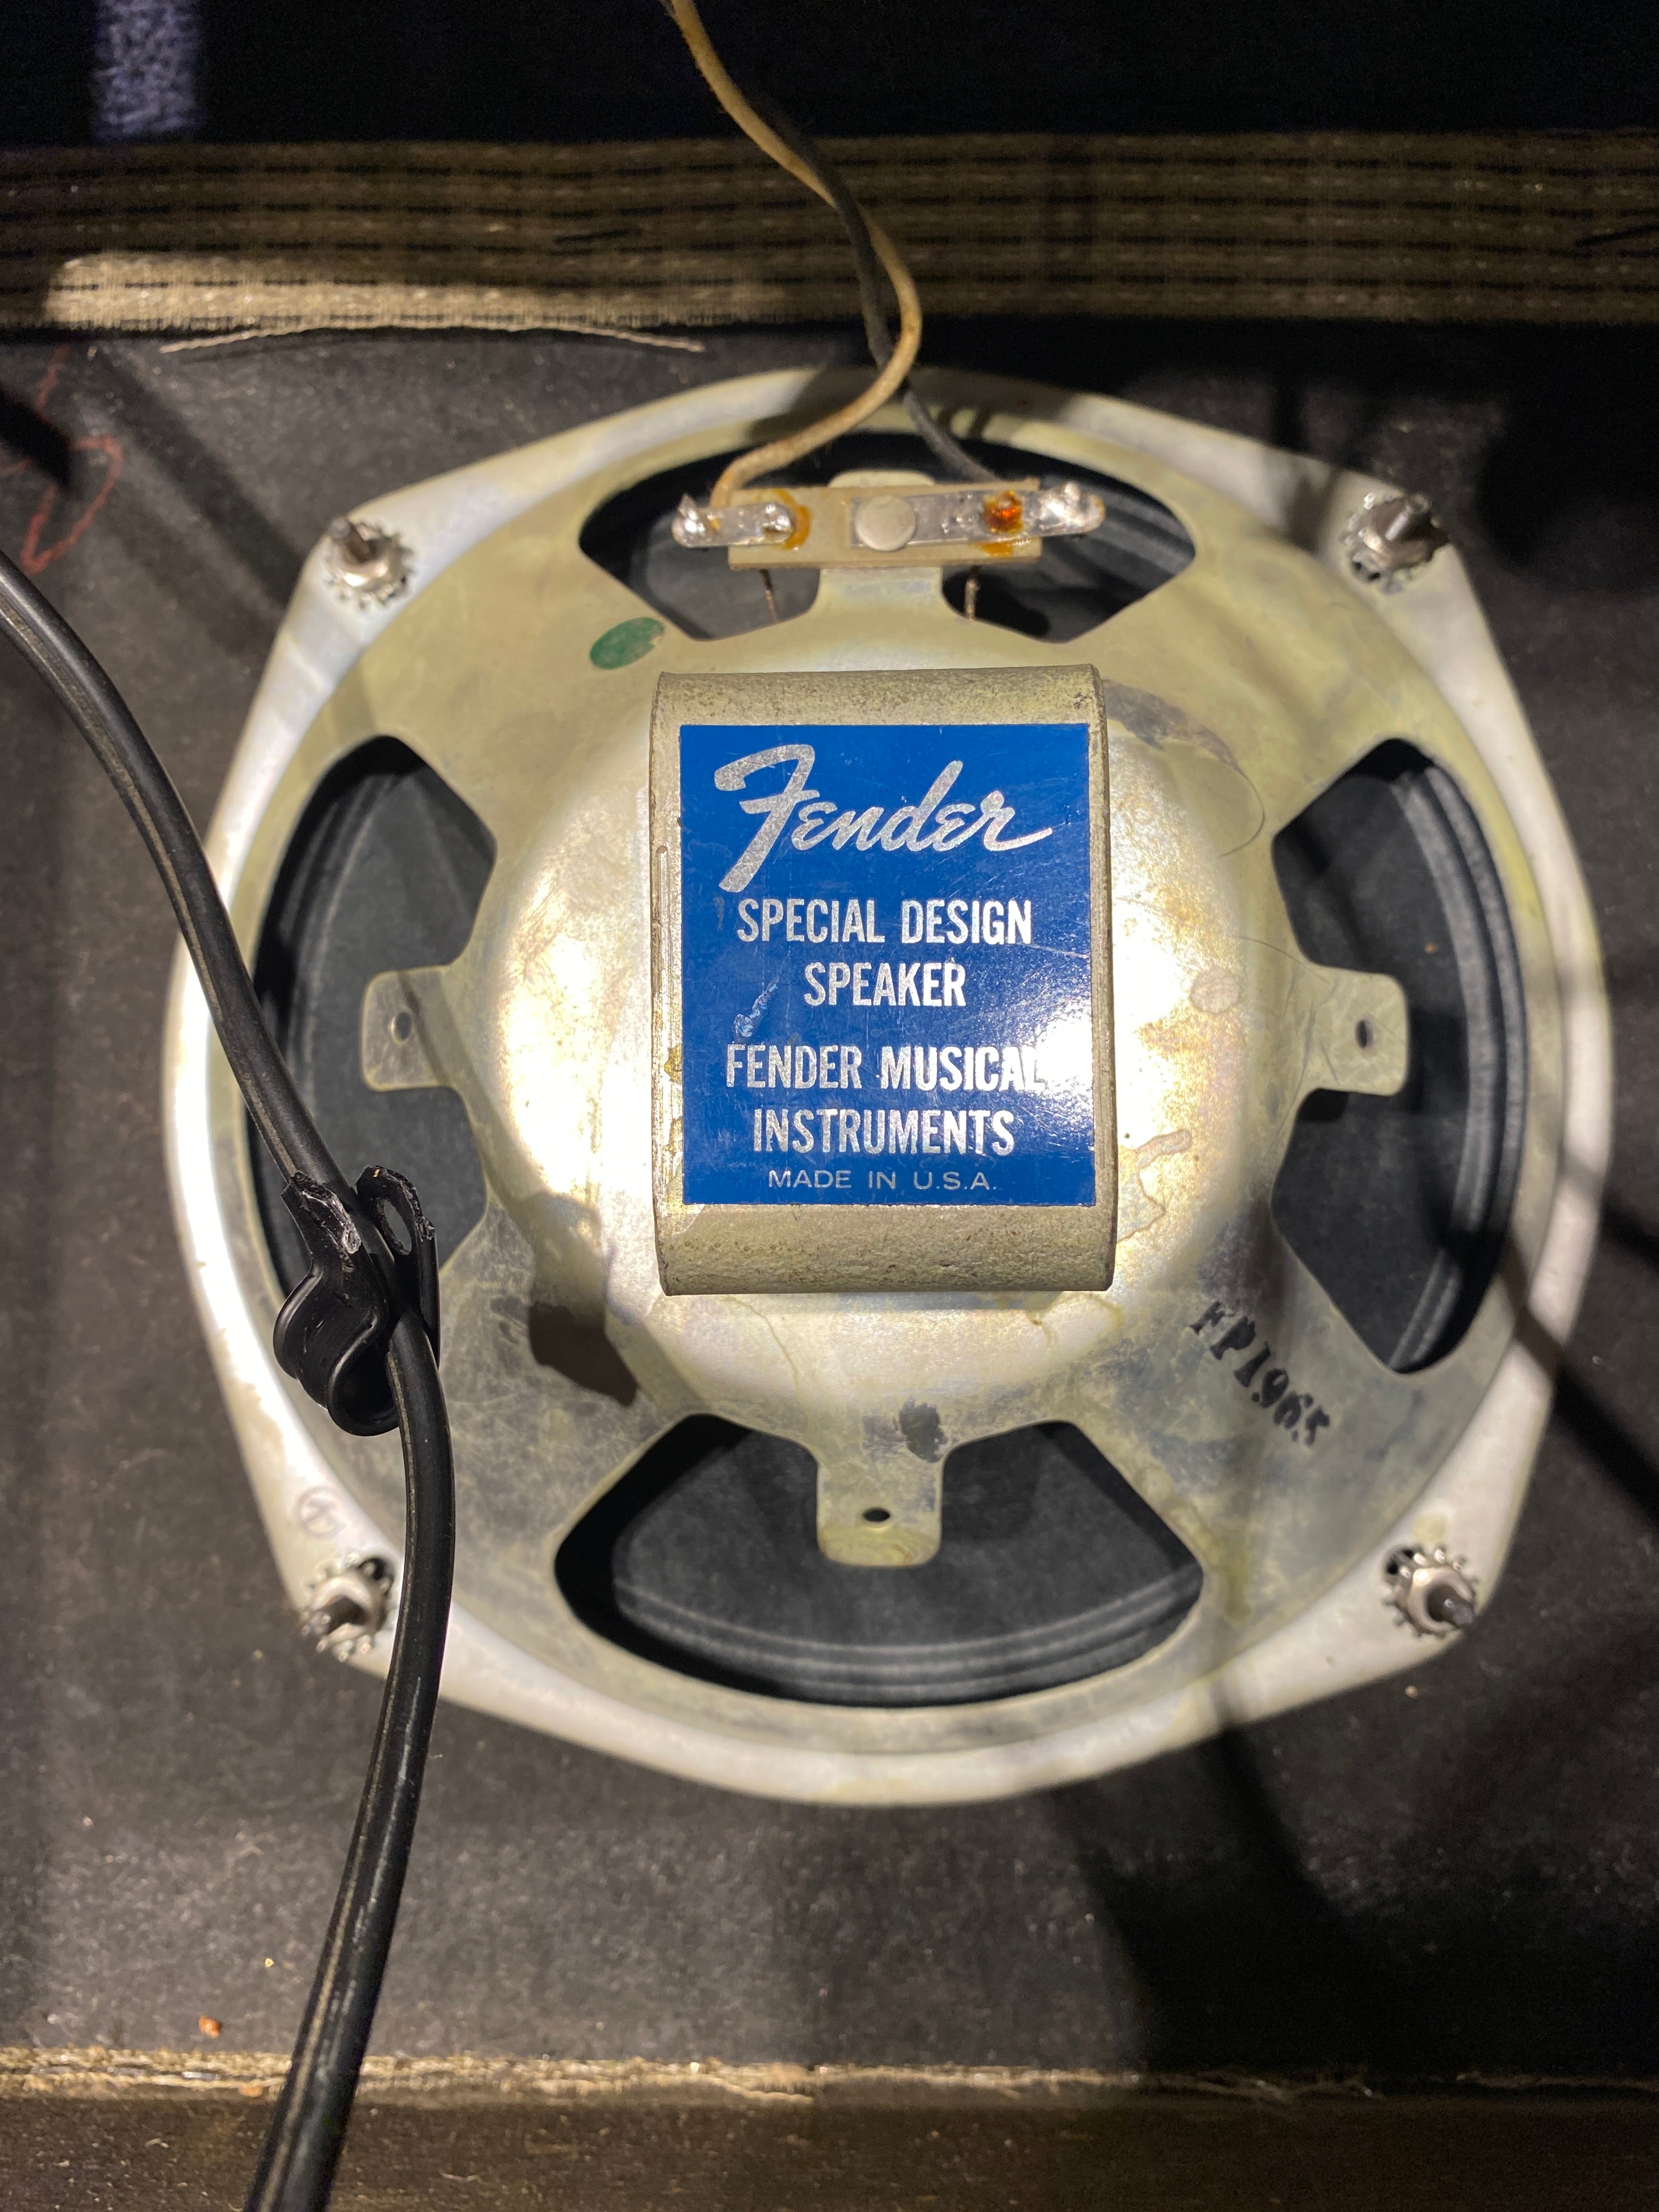 Fender
SPECIAL DESIGN
SPEAKER
FENDER MUSICAL
INSTRUMENTS
MADE IN U.S.A.
FP1965